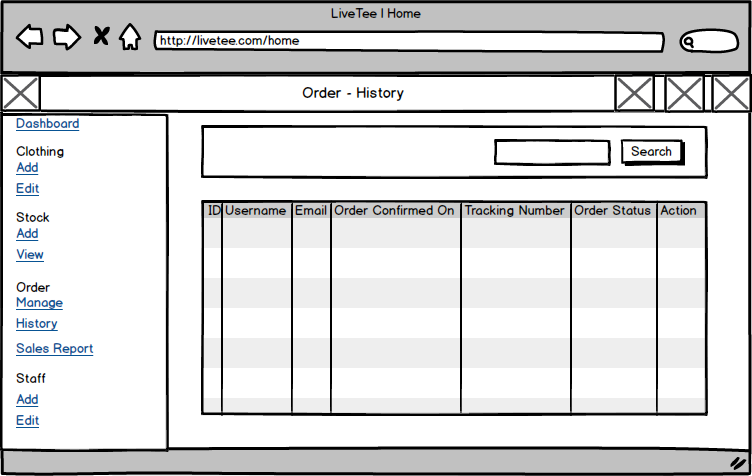 LiveTee | Home
http://livetee.com/home
Order - History
Dashboard
Clothing
Add
Edit
Stock
Add
View
Order
Manage
History
Sales Report
Staff
Add
Edit
Search
ID Username Email Order Confirmed On Tracking Number Order Status Action